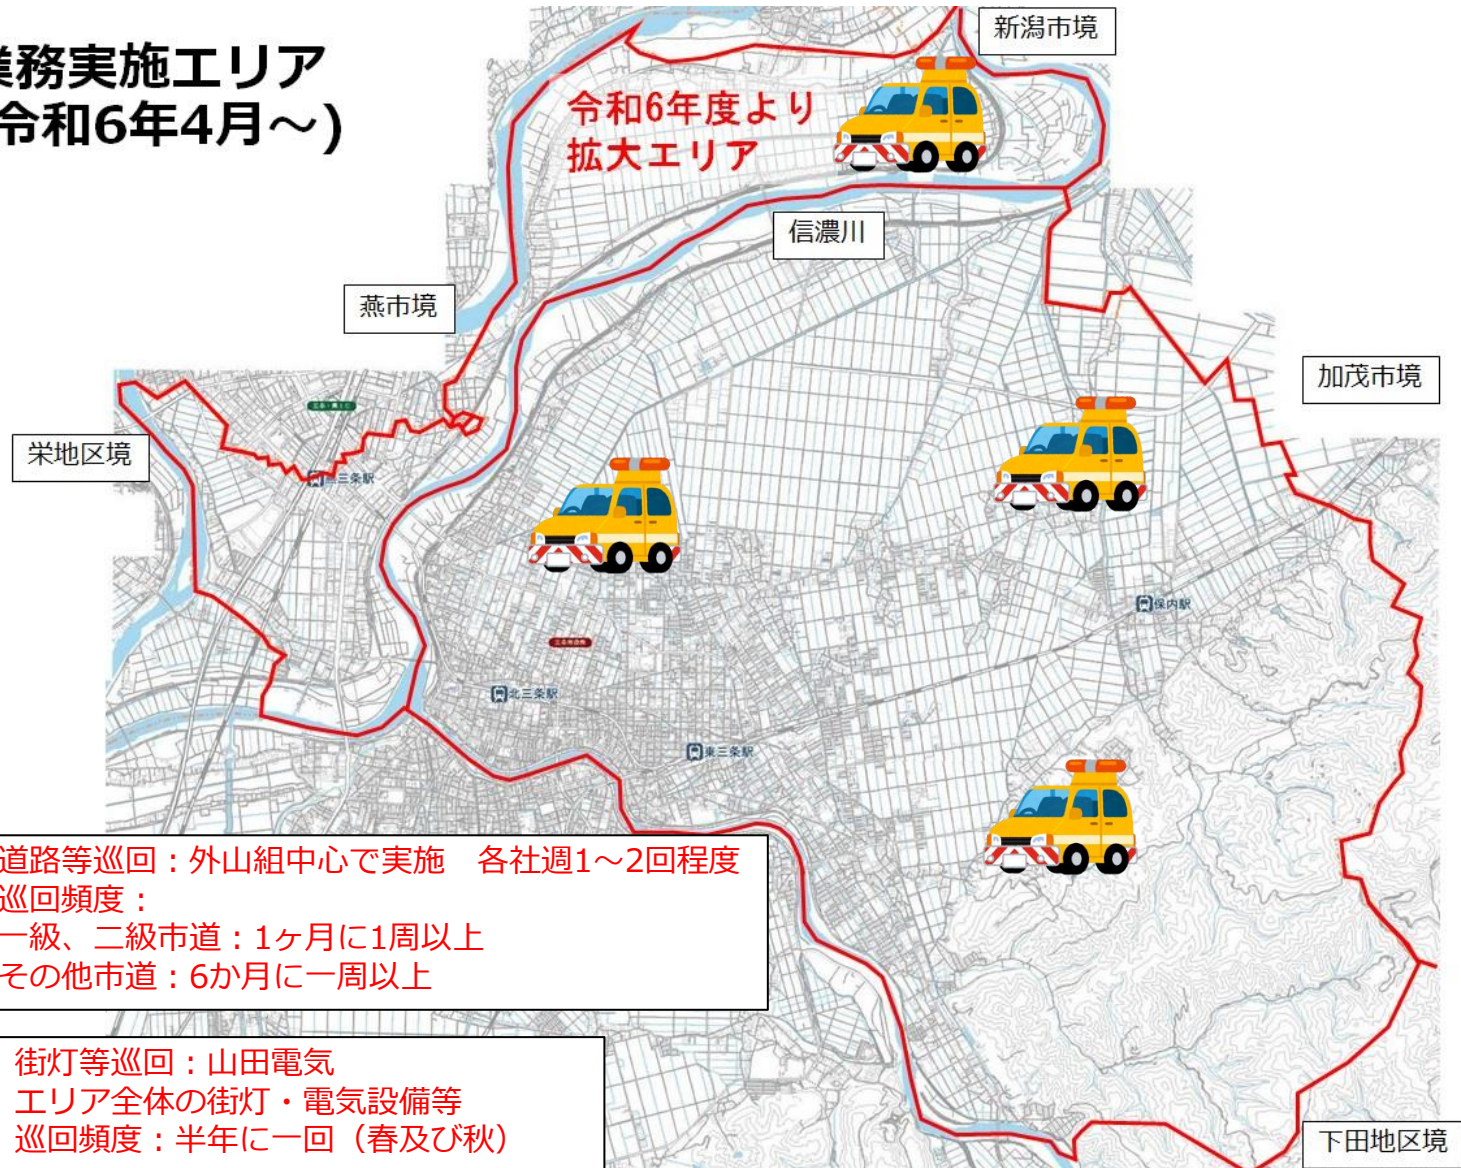 業務実施エリア
令和6年4月～)
新潟市境
令和6年度より
拡大エリア
信濃川
燕市境
加茂市境
栄地区境
燕三条駅
保内駅
北三条駅
東三条駅
道路等巡回：外山組中心で実施　各社週1～2回程度
巡回頻度：
一級、二級市道：1ヶ月に1周以上
その他市道：6か月に一周以上
街灯等巡回：山田電気
エリア全体の街灯・電気設備等
巡回頻度：半年に一回（春及び秋）
下田地区境